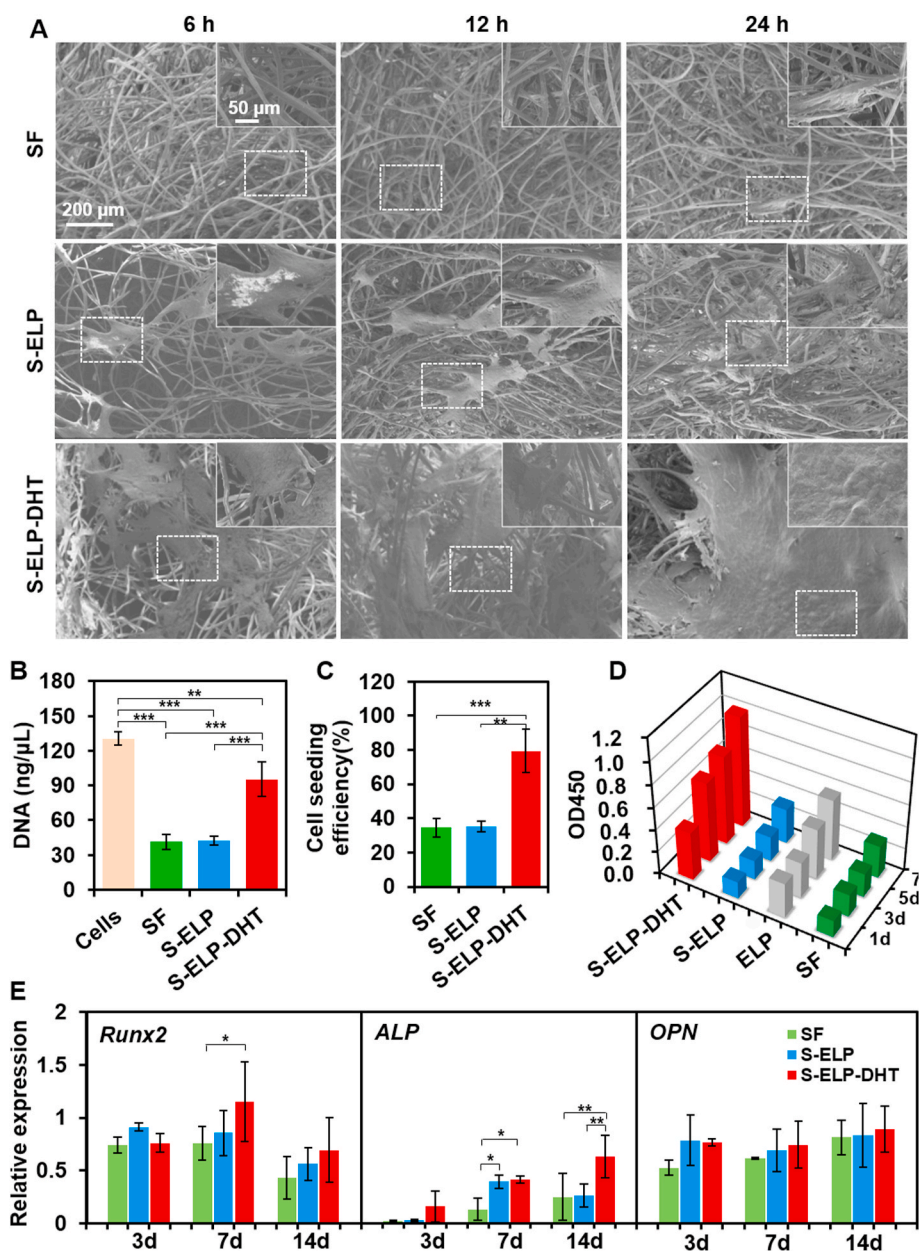 A
6 h
12 h
24 h
SF
50 µm
200 µm
S-ELP
S-ELP-DHT
B
DNA (ng/µL)
180
150
120
90
60
30
0
**
***
***
***
***
Cells
SF
S-ELP
S-ELP-DHT
C
Cell seeding
efficiency(%)
120
100
80
60
40
20
0
***
**
SF
S-ELP
S-ELP-DHT
D
OD450
1.2
1.0
0.8
0.6
0.4
0.2
0.0
S-ELP-DHT
S-ELP
ELP
SF
1d
3d
5d
7
E
Relative expression
2
1.5
1
0.5
0
Runx2
*
3d
7d
14d
ALP
*
*
**
**
3d
7d
14d
OPN
SF
S-ELP
S-ELP-DHT
3d
7d
14d